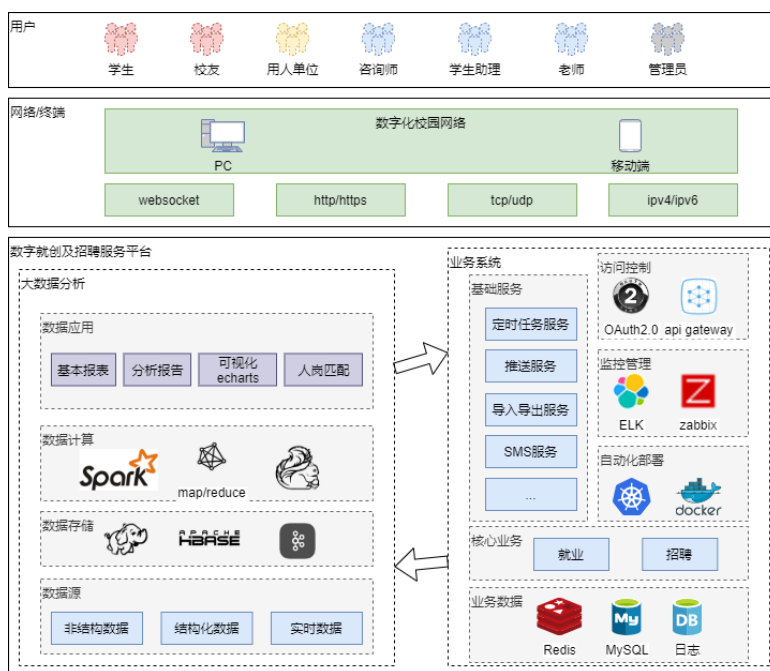 用户
学生
校友
用人单位
咨询师
学生助理
老师
管理员
网络/终端
数字化校园网络
PC
移动端
websocket
http/https
tcp/udp
ipv4/ipv6
数字就创及招聘服务平台
大数据分析
数据应用
基本报表
分析报告
可视化
echarts
人岗匹配
数据计算
Spark
map/reduce
数据存储
APACHE
HBASE
数据源
非结构数据
结构化数据
实时数据
业务系统
基础服务
定时任务服务
推送服务
导入导出服务
SMS服务
...
访问控制
2
OAuth2.0
api gateway
监控管理
ELK
Z
zabbix
自动化部署
docker
核心业务
就业
招聘
业务数据
Redis
My
MySQL
DB
日志